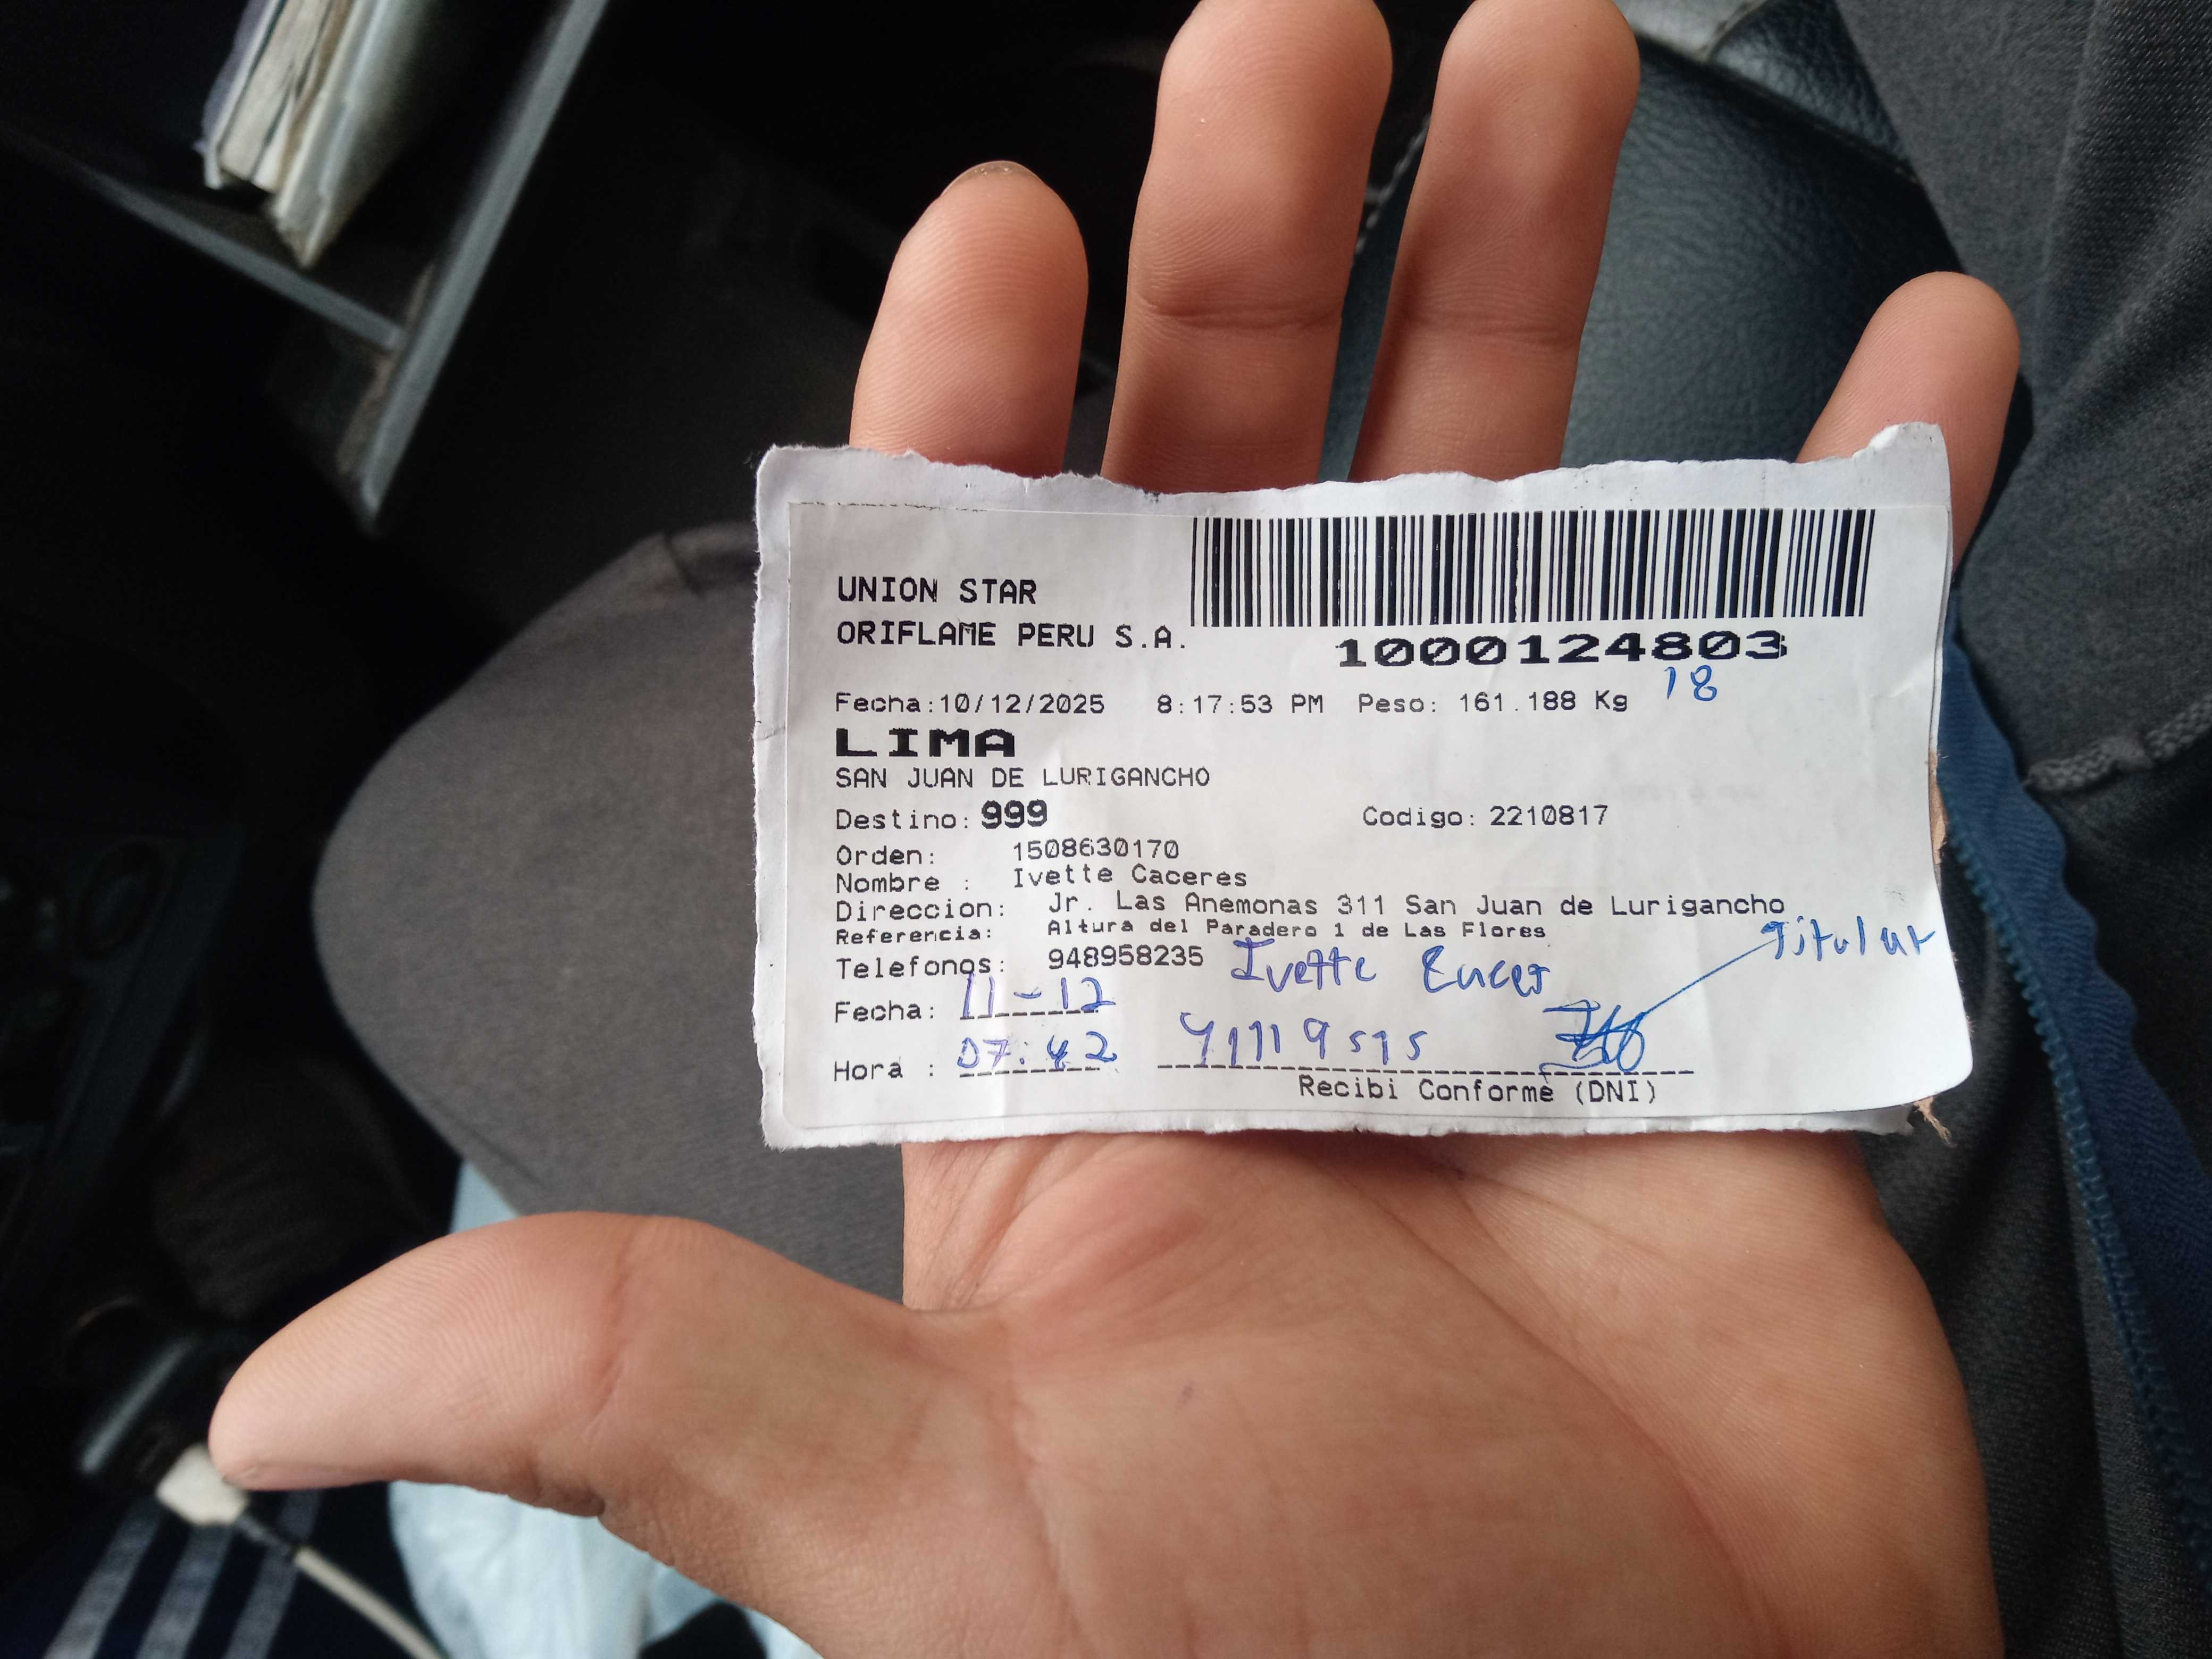 UNION STAR
ORIFLAME PERU S.A.
1000124803
18
Fecha:10/12/2025 8:17:53 PM Peso: 161.188 Kg
LIMA
SAN JUAN DE LURIGANCHO
Destino: 999 Codigo: 2210817
Orden: 1508630170
Nombre : Ivette Caceres
Direccion: Jr. Las Anemonas 311 San Juan de Lurigancho
Referencia: Altura del Paradero 1 de Las Flores
Titular
Telefonos: 948958235 Ivette
Fecha: 11-12
Hora : 07:42
Recibi Conforme (DNI)